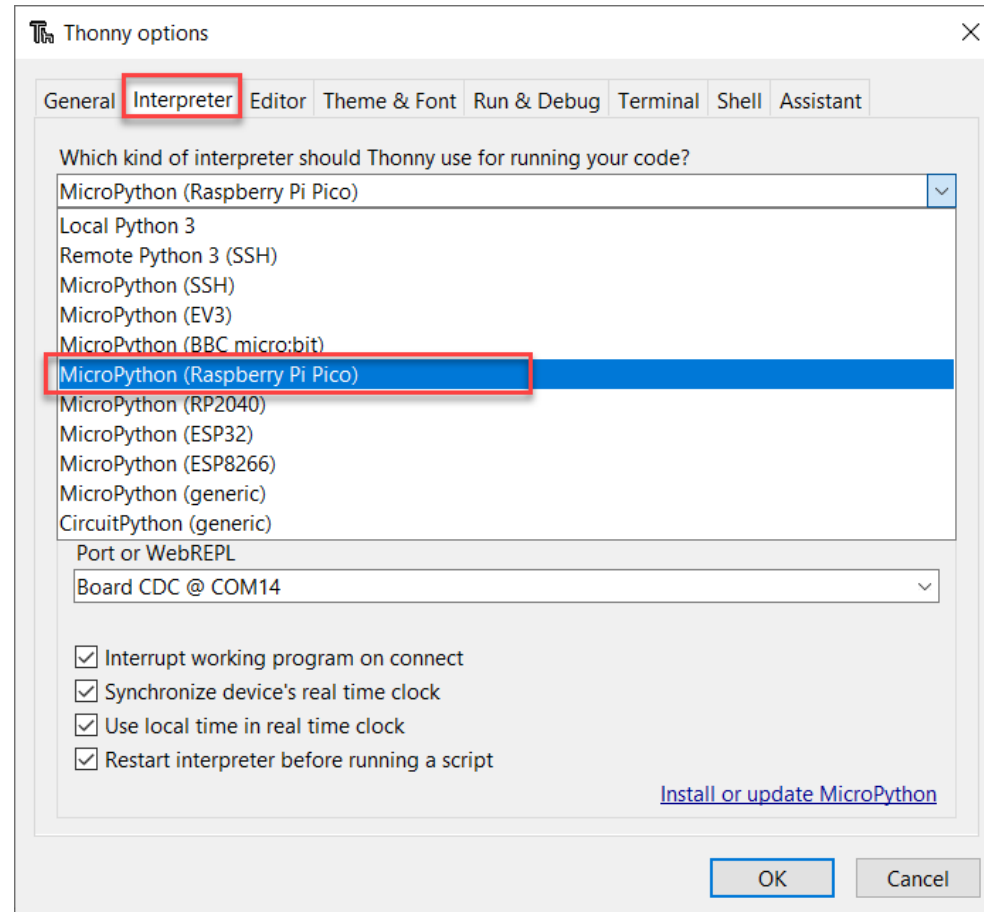 Thonny options
General Interpreter Editor Theme & Font Run & Debug Terminal Shell Assistant
Which kind of interpreter should Thonny use for running your code?
MicroPython (Raspberry Pi Pico)
Local Python 3
Remote Python 3 (SSH)
MicroPython (SSH)
MicroPython (EV3)
MicroPython (BBC micro:bit)
MicroPython (Raspberry Pi Pico)
MicroPython (RP2040)
MicroPython (ESP32)
MicroPython (ESP8266)
MicroPython (generic)
CircuitPython (generic)
Port or WebREPL
Board CDC @ COM14
Interrupt working program on connect
Synchronize device's real time clock
Use local time in real time clock
Restart interpreter before running a script
Install or update MicroPython
OK Cancel